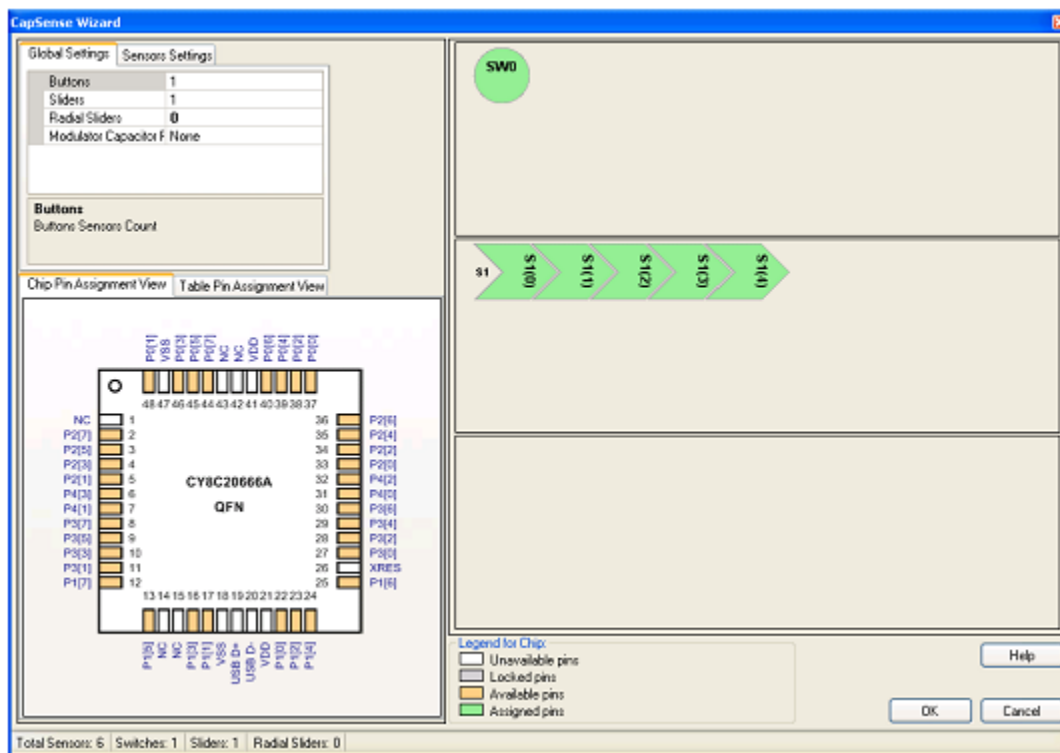 CapSense Wizard
Global Settings
Sensors Settings
Buttons 1
Sliders 1
Radial Sliders 0
Modulator Capacitor F None
Buttons
Buttons Sensors Count
Chip Pin Assignment View
Table Pin Assignment View
P0[1] VSS P0[3] P0[5] P0[7] NC NC VDD P0[6] P0[4] P0[2] P0[0]
48 47 46 45 44 43 42 41 40 39 38 37
NC 1 36 P2[6]
P2[7] 2 35 P2[4]
P2[5] 3 34 P2[2]
P2[3] 4 33 P2[0]
P2[1] 5 32 P4[2]
P4[3] 6 31 P4[0]
P4[1] 7 30 P3[6]
P3[7] 8 29 P3[4]
P3[5] 9 28 P3[2]
P3[3] 10 27 P3[0]
P3[1] 11 26 XRES
P1[7] 12 25 P1[6]
CY8C20666A
QFN
13 14 15 16 17 18 19 20 21 22 23 24
P1[5] NC NC P1[3] P1[1] VSS USB D+ USB D- VDD P1[0] P1[2] P1[4]
SW0
S1 S1(0) S1(1) S1(2) S1(3) S1(4)
Legend for Chip:
Unavailable pins
Locked pins
Available pins
Assigned pins
Help
OK
Cancel
Total Sensors: 6 Switches: 1 Sliders: 1 Radial Sliders: 0